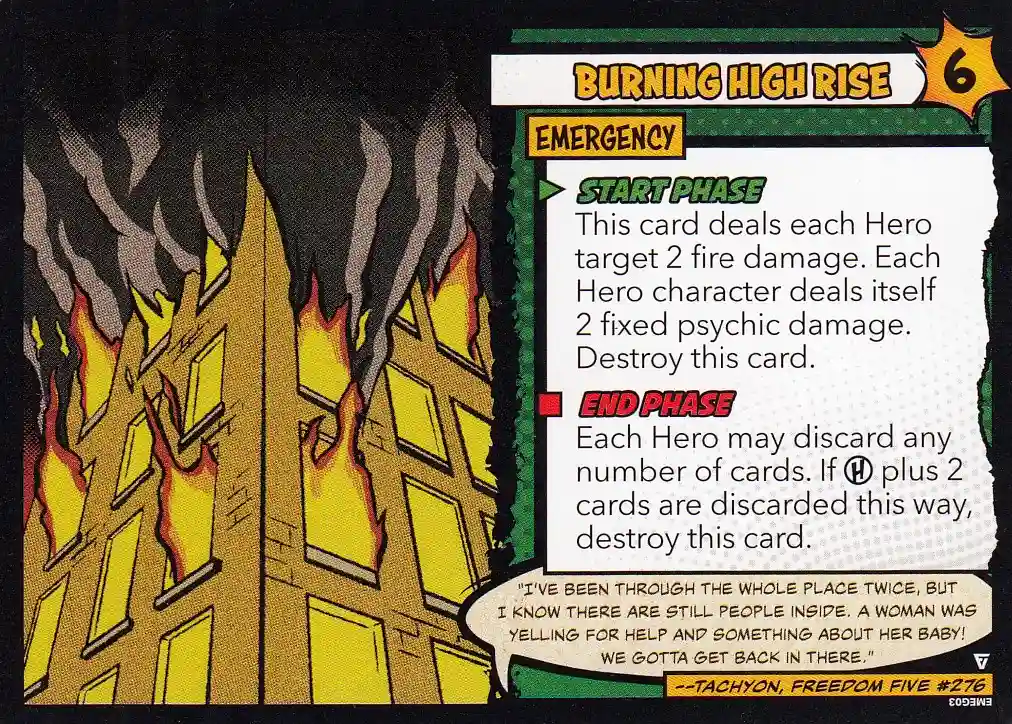 BURNING HIGH RISE
6
EMERGENCY
START PHASE
This card deals each Hero
target 2 fire damage. Each
Hero character deals itself
2 fixed psychic damage.
Destroy this card.
END PHASE
Each Hero may discard any
number of cards. If H plus 2
cards are discarded this way,
destroy this card.
"I'VE BEEN THROUGH THE WHOLE PLACE TWICE, BUT
I KNOW THERE ARE STILL PEOPLE INSIDE. A WOMAN WAS
YELLING FOR HELP AND SOMETHING ABOUT HER BABY!
WE GOTTA GET BACK IN THERE."
--TACHYON, FREEDOM FIVE #276
EMEG03